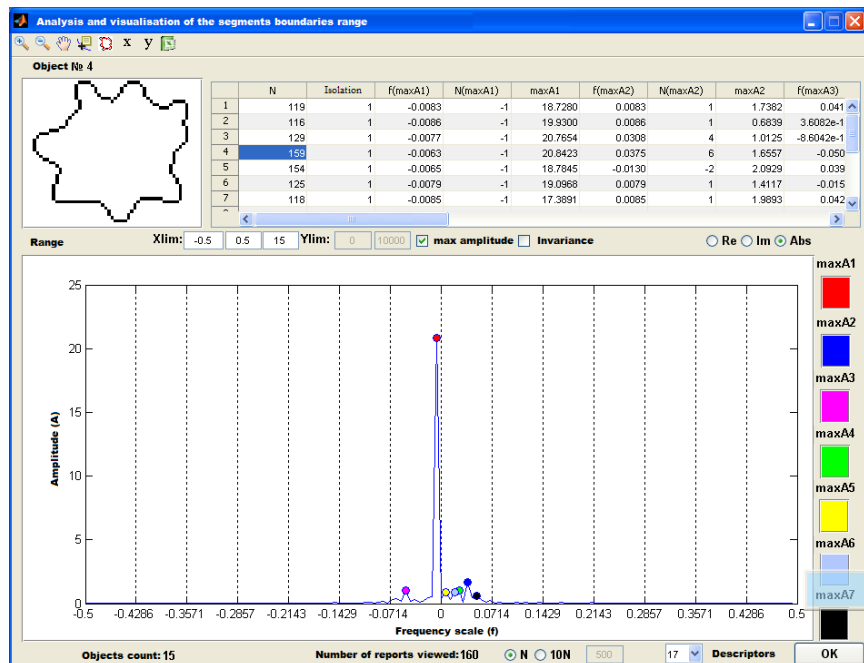 Analysis and visualisation of the segments boundaries range
x y
Object № 4
N Isolation f(maxA1) N(maxA1) maxA1 f(maxA2) N(maxA2) maxA2 f(maxA3)
1 119 1 -0.0083 -1 18.7280 0.0083 1 1.7382 0.041
2 116 1 -0.0086 -1 19.9300 0.0086 1 0.6839 3.6082e-1
3 129 1 -0.0077 -1 20.7654 0.0308 4 1.0125 -8.6042e-1
4 159 1 -0.0063 -1 20.8423 0.0375 6 1.6557 -0.050
5 154 1 -0.0065 -1 18.7845 -0.0130 -2 2.0929 0.039
6 125 1 -0.0079 -1 19.0968 0.0079 1 1.4117 -0.015
7 118 1 -0.0085 -1 17.3891 0.0085 1 1.9893 0.042
Range Xlim: -0.5 0.5 15 Ylim: 0 10000 max amplitude Invariance Re Im Abs
maxA1
maxA2
maxA3
maxA4
maxA5
maxA6
maxA7
25
20
15
10
5
0
Amplitude (A)
-0.5 -0.4286 -0.3571 -0.2857 -0.2143 -0.1429 -0.0714 0 0.0714 0.1429 0.2143 0.2857 0.3571 0.4286 0.5
Frequency scale (f)
Objects count: 15 Number of reports viewed: 160 N 10N 500 17 Descriptors OK